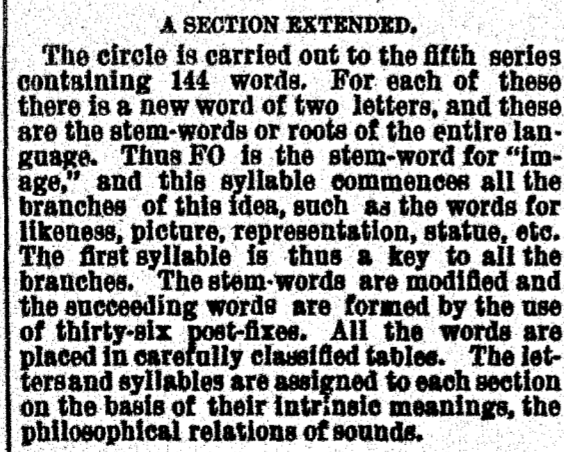 A SECTION EXTENDED.
The circle is carried out to the fifth series
containing 144 words. For each of these
there is a new word of two letters, and these
are the stem-words or roots of the entire lan-
guage. Thus FO is the stem-word for "im-
age," and this syllable commences all the
branches of this idea, such as the words for
likeness, picture, representation, statue, etc.
The first syllable is thus a key to all the
branches. The stem-words are modified and
the succeeding words are formed by the use
of thirty-six post-fixes. All the words are
placed in carefully classified tables. The let-
ters and syllables are assigned to each section
on the basis of their intrinsic meanings, the
philosophical relations of sounds.